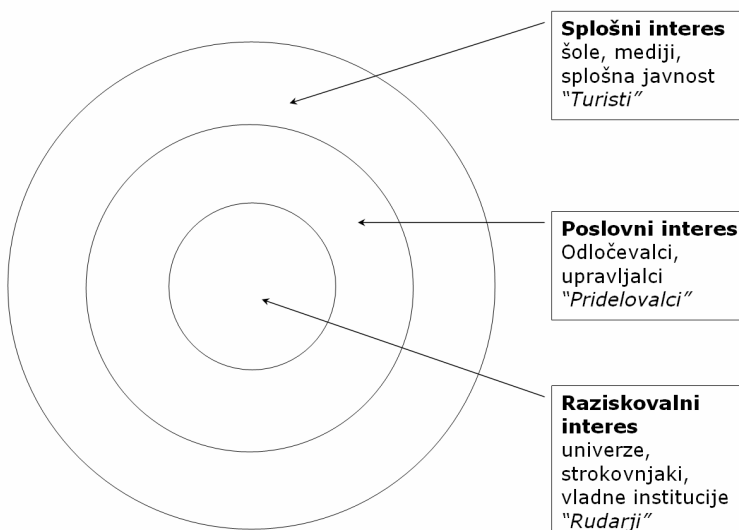 Splošni interes
šole, mediji,
splošna javnost
“Turisti”
Poslovni interes
Odločevalci,
upravljalci
“Pridelovalci”
Raziskovalni
interes
univerze,
strokovnjaki,
vladne institucije
“Rudarji”